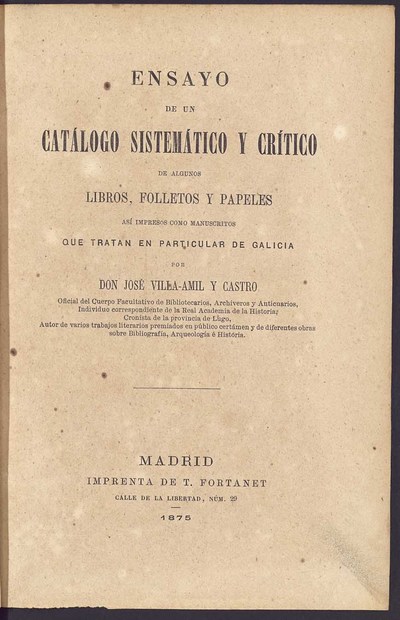 ENSAYO
DE UN
CATÁLOGO SISTEMÁTICO Y CRÍTICO
DE ALGUNOS
LIBROS, FOLLETOS Y PAPELES
ASÍ IMPRESOS COMO MANUSCRITOS
QUE TRATAN EN PARTICULAR DE GALICIA
POR
DON JOSÉ VILLA-AMIL Y CASTRO
Oficial del Cuerpo Facultativo de Bibliotecarios, Archiveros y Anticuarios,
Individuo correspondiente de la Real Academia de la Historia;
Cronista de la provincia de Lugo,
Autor de varios trabajos literarios premiados en público certámen y de diferentes obras
sobre Bibliografía, Arqueología é Historia.
MADRID
IMPRENTA DE T. FORTANET
CALLE DE LA LIBERTAD, NÚM. 29
1875